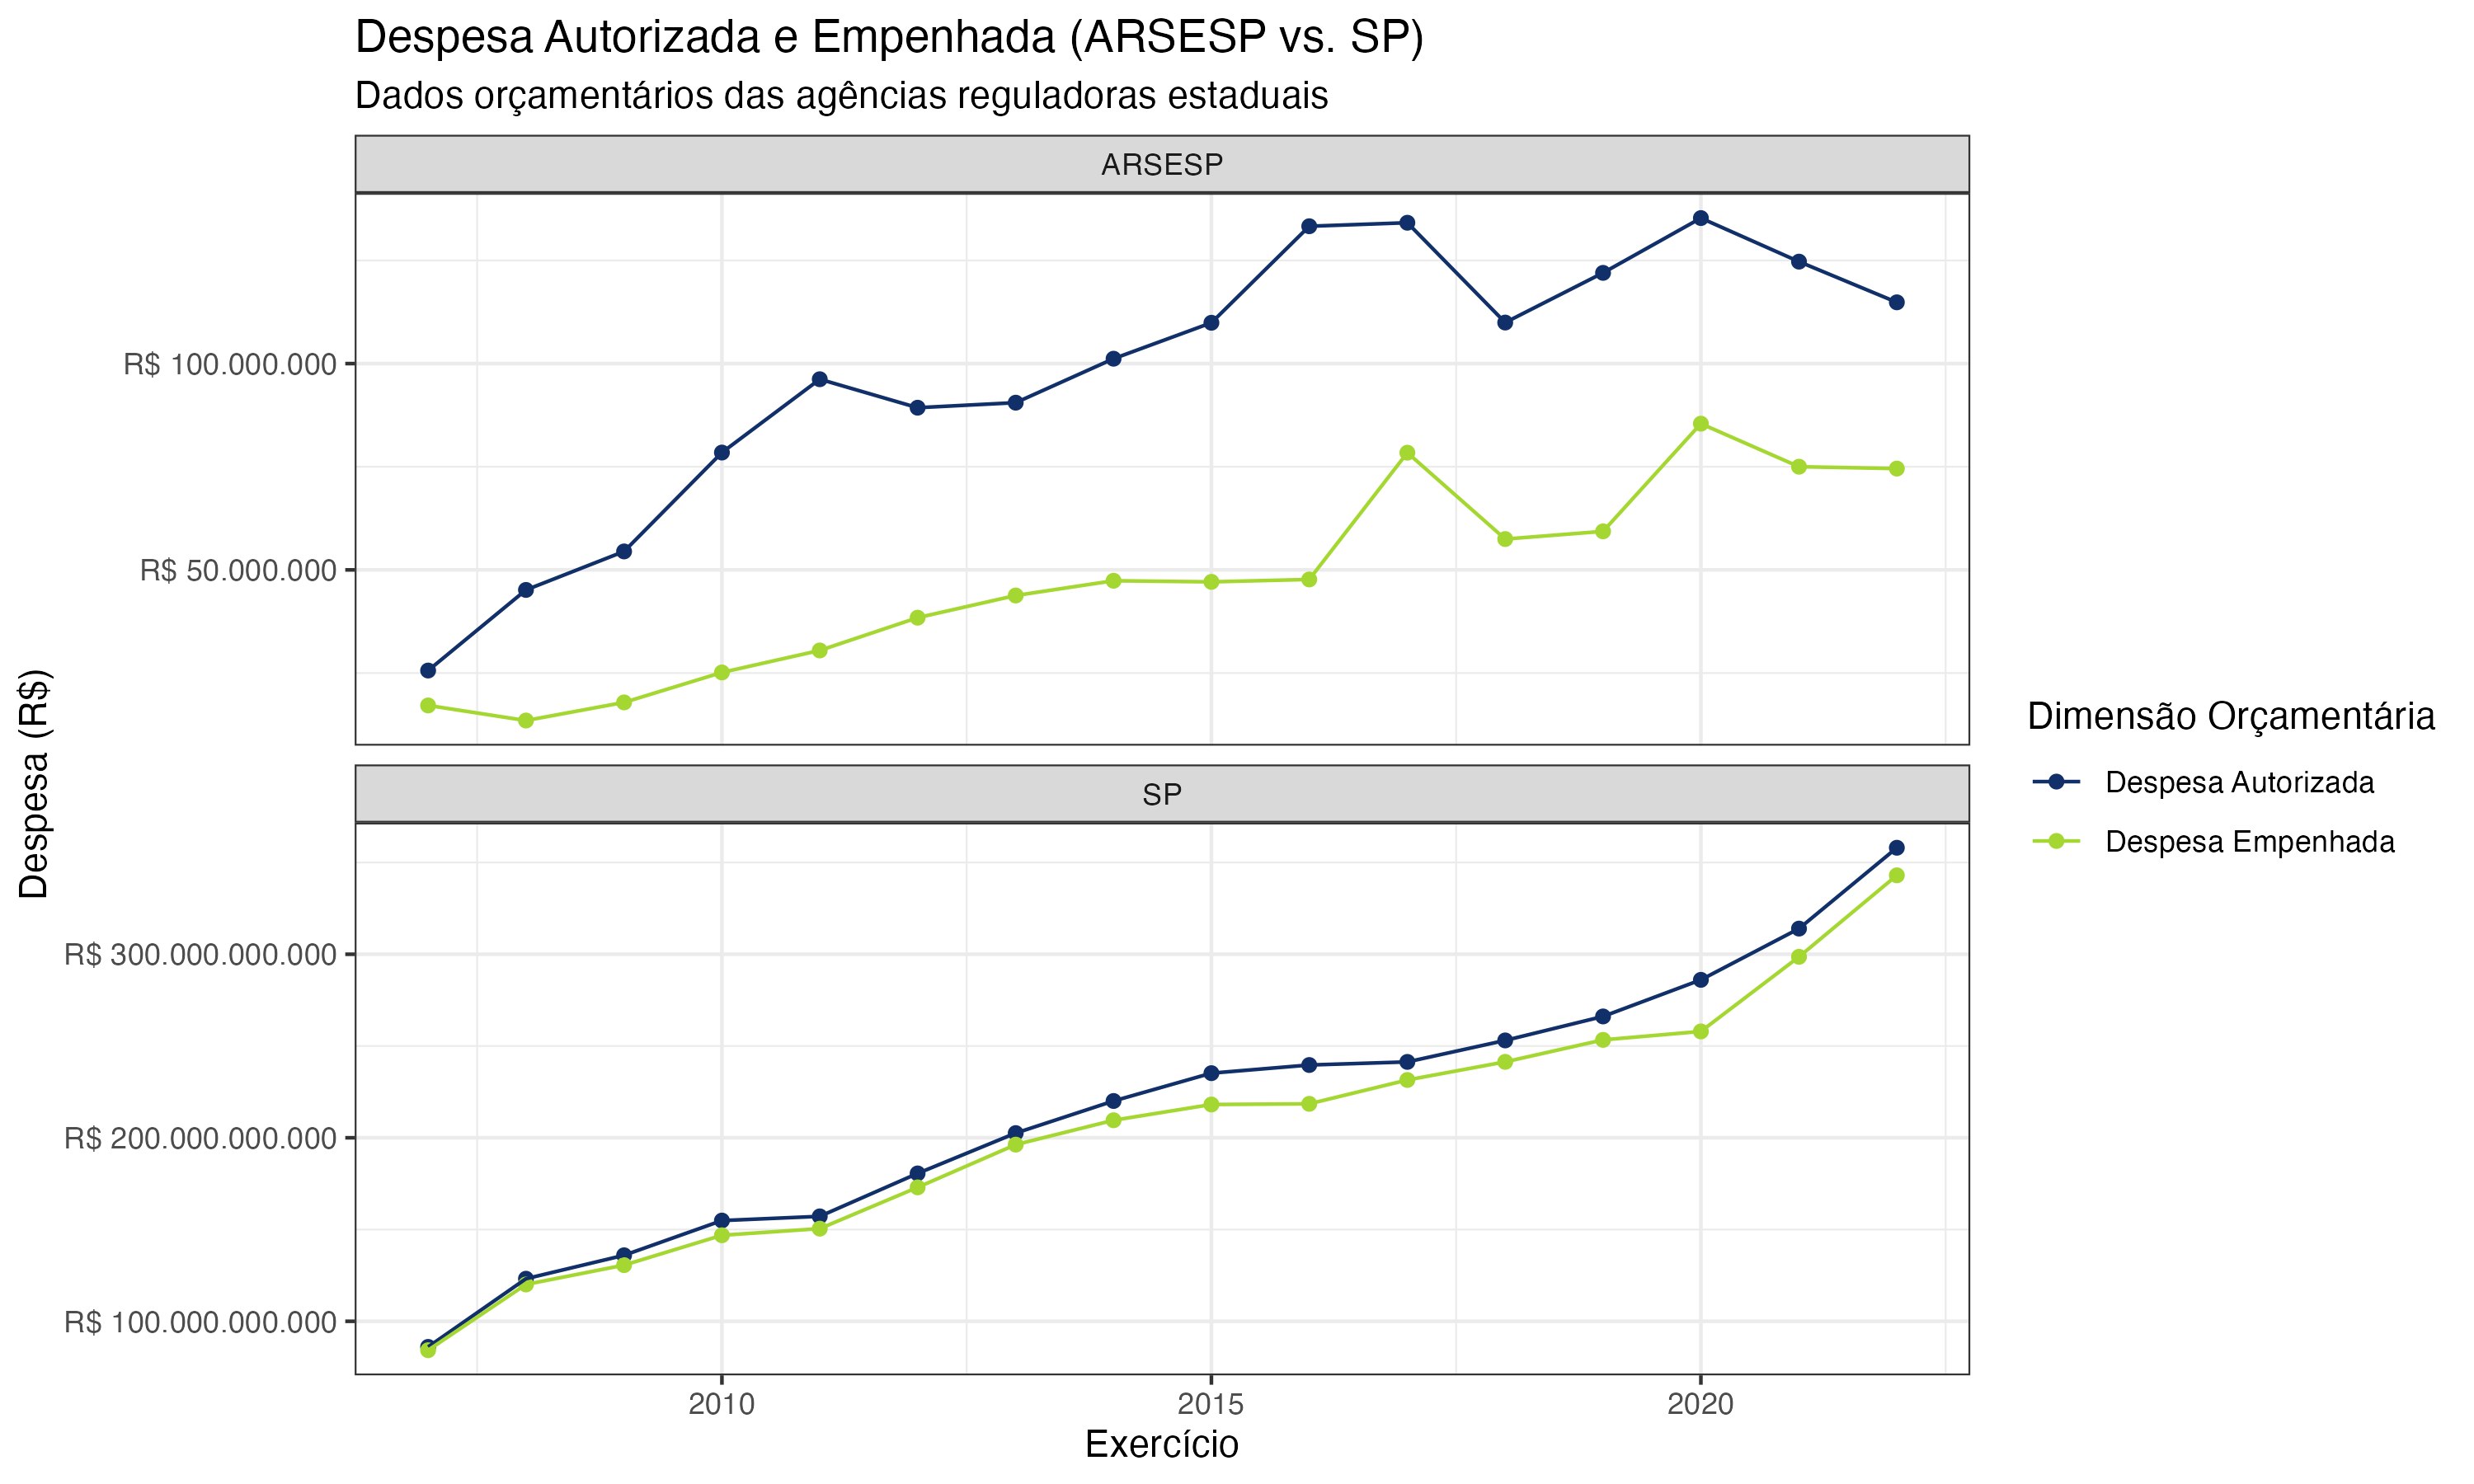 Despesa Autorizada e Empenhada (ARSESP vs. SP)
Dados orçamentários das agências reguladoras estaduais
ARSESP
R$ 100.000.000
R$ 50.000.000
SP
R$ 300.000.000.000
R$ 200.000.000.000
R$ 100.000.000.000
2010
2015
2020
Exercício
Despesa (R$)
Dimensão Orçamentária
Despesa Autorizada
Despesa Empenhada